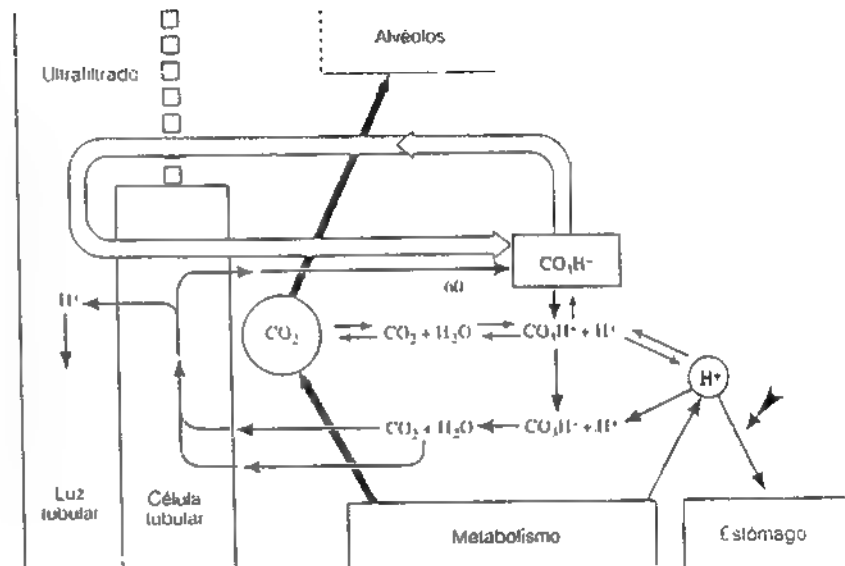 Alvéolos
Ultrafiltrado
CO₃H⁻
60
H⁺
CO₂
CO₂ + H₂O
CO₃H⁻ + H⁺
H⁺
CO₂ + H₂O
CO₃H⁻ + H⁺
Luz
tubular
Célula
tubular
Metabolismo
Estómago